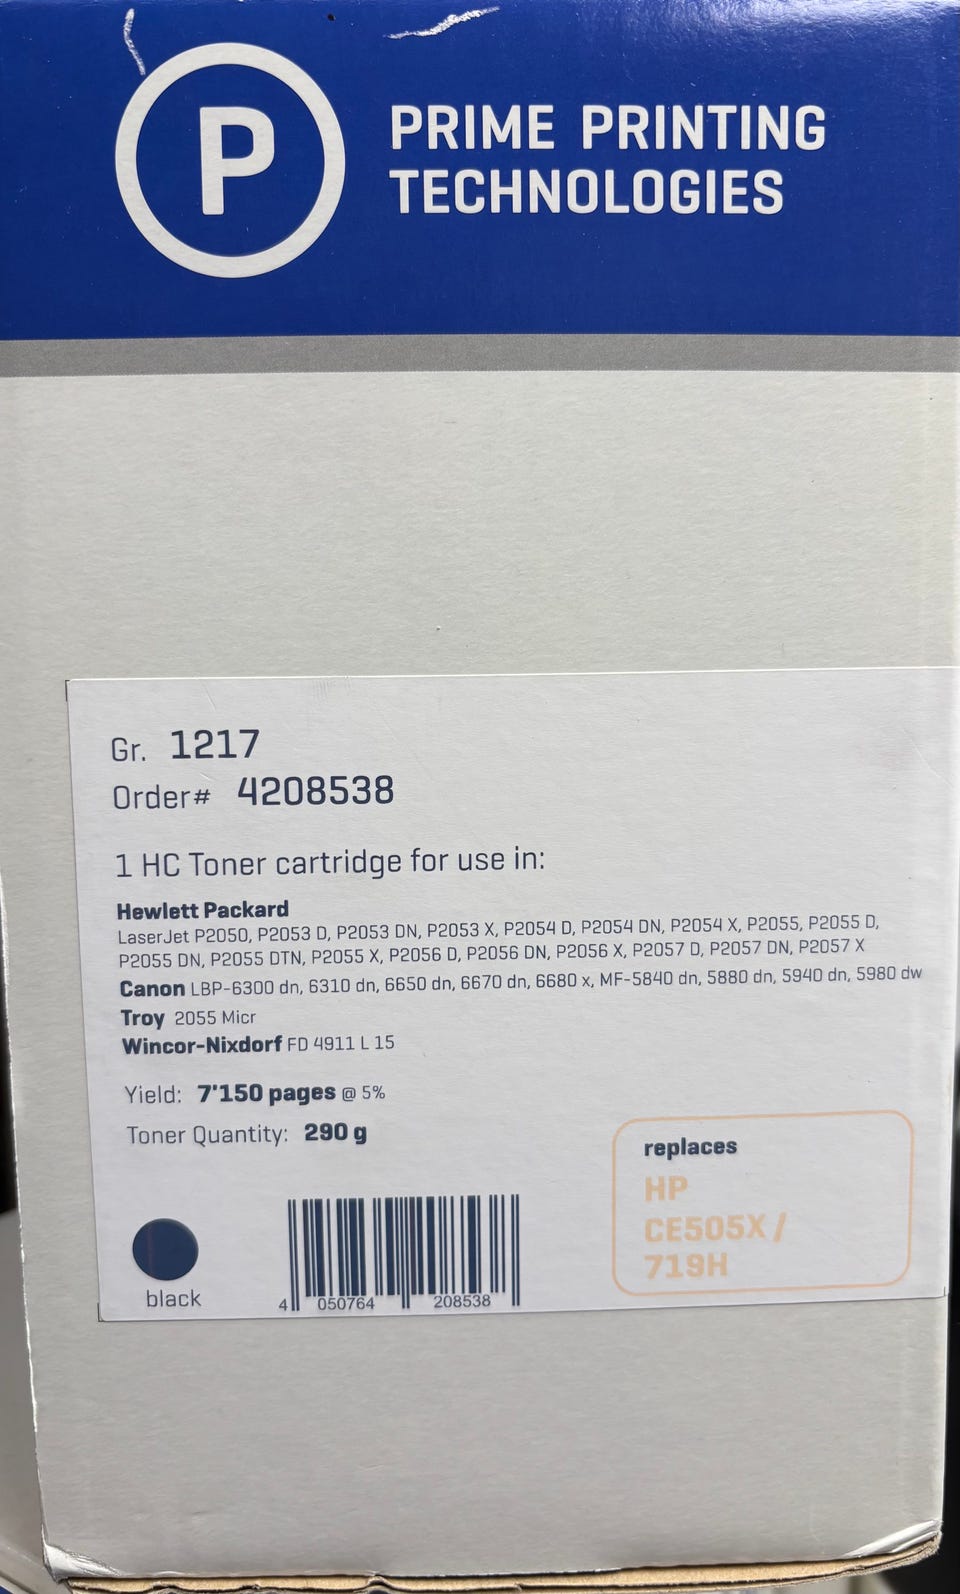 P
PRIME PRINTING
TECHNOLOGIES
Gr. 1217
Order# 4208538
1 HC Toner cartridge for use in:
Hewlett Packard
LaserJet P2050, P2053 D, P2053 DN, P2053 X, P2054 D, P2054 DN, P2054 X, P2055, P2055 D,
P2055 DN, P2055 DTN, P2055 X, P2056 D, P2056 DN, P2056 X, P2057 D, P2057 DN, P2057 X
Canon LBP-6300 dn, 6310 dn, 6650 dn, 6670 dn, 6680 x, MF-5840 dn, 5880 dn, 5940 dn, 5980 dw
Troy 2055 Micr
Wincor-Nixdorf FD 4911 L 15
Yield: 7'150 pages @ 5%
Toner Quantity: 290 g
replaces
HP
CE505X /
719H
black
4 050764 208538